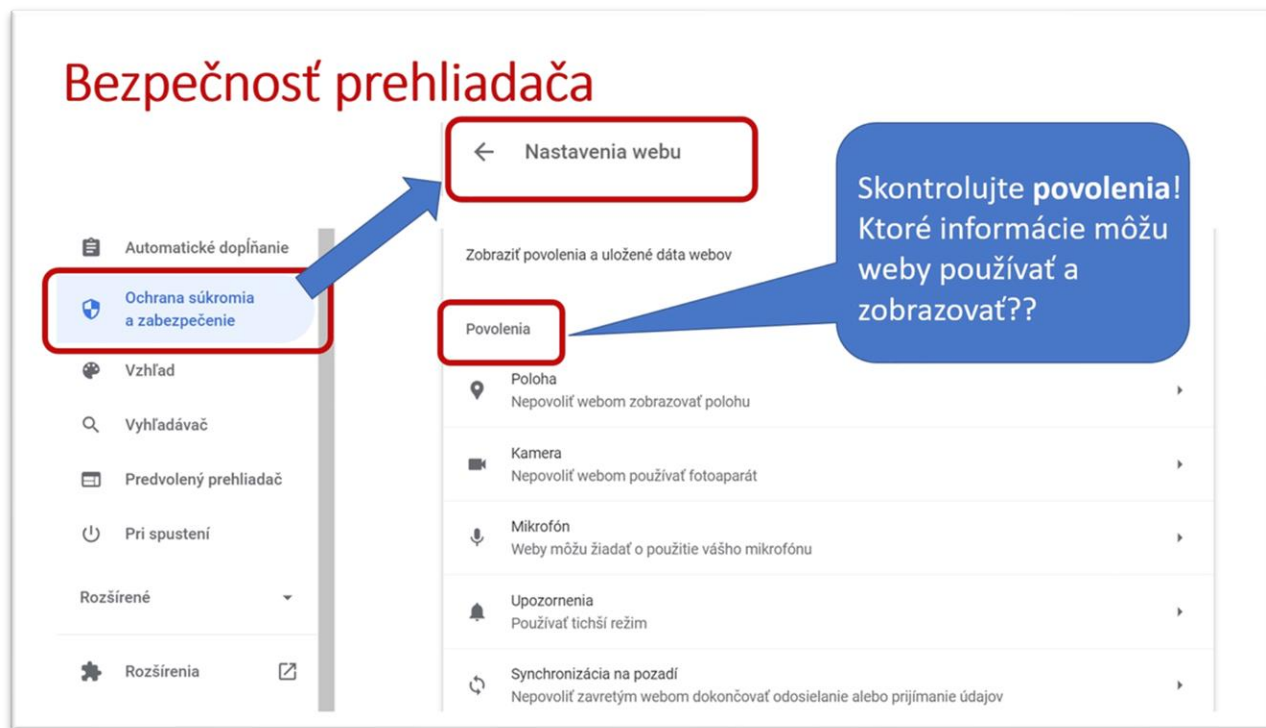 Bezpečnosť prehliadača
Automatické dopĺňanie
Ochrana súkromia
a zabezpečenie
Vzhľad
Vyhľadávač
Predvolený prehliadač
Pri spustení
Rozšírené
Rozšírenia
Nastavenia webu
Zobraziť povolenia a uložené dáta webov
Povolenia
Poloha
Nepovoliť webom zobrazovať polohu
Kamera
Nepovoliť webom používať fotoaparát
Mikrofón
Weby môžu žiadať o použitie vášho mikrofónu
Upozornenia
Používať tichší režim
Synchronizácia na pozadí
Nepovoliť zavretým webom dokončovať odosielanie alebo prijímanie údajov
Skontrolujte povolenia!
Ktoré informácie môžu
weby používať a
zobrazovať??